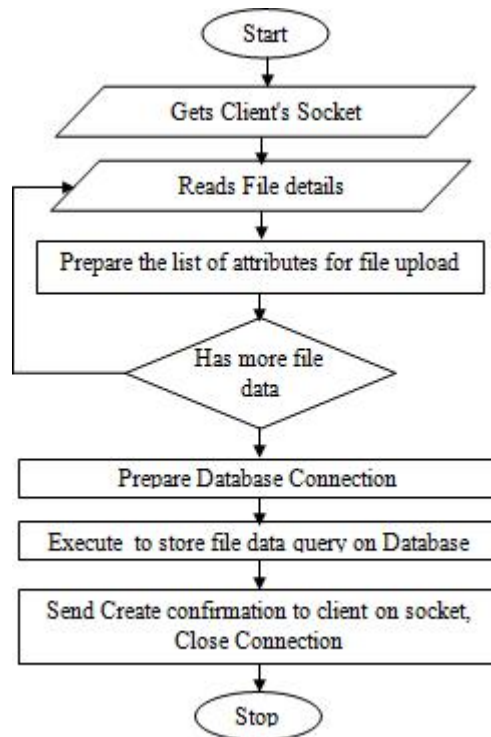 Start
Gets Client's Socket
Reads File details
Prepare the list of attributes for file upload
Has more file
data
Prepare Database Connection
Execute to store file data query on Database
Send Create confirmation to client on socket,
Close Connection
Stop